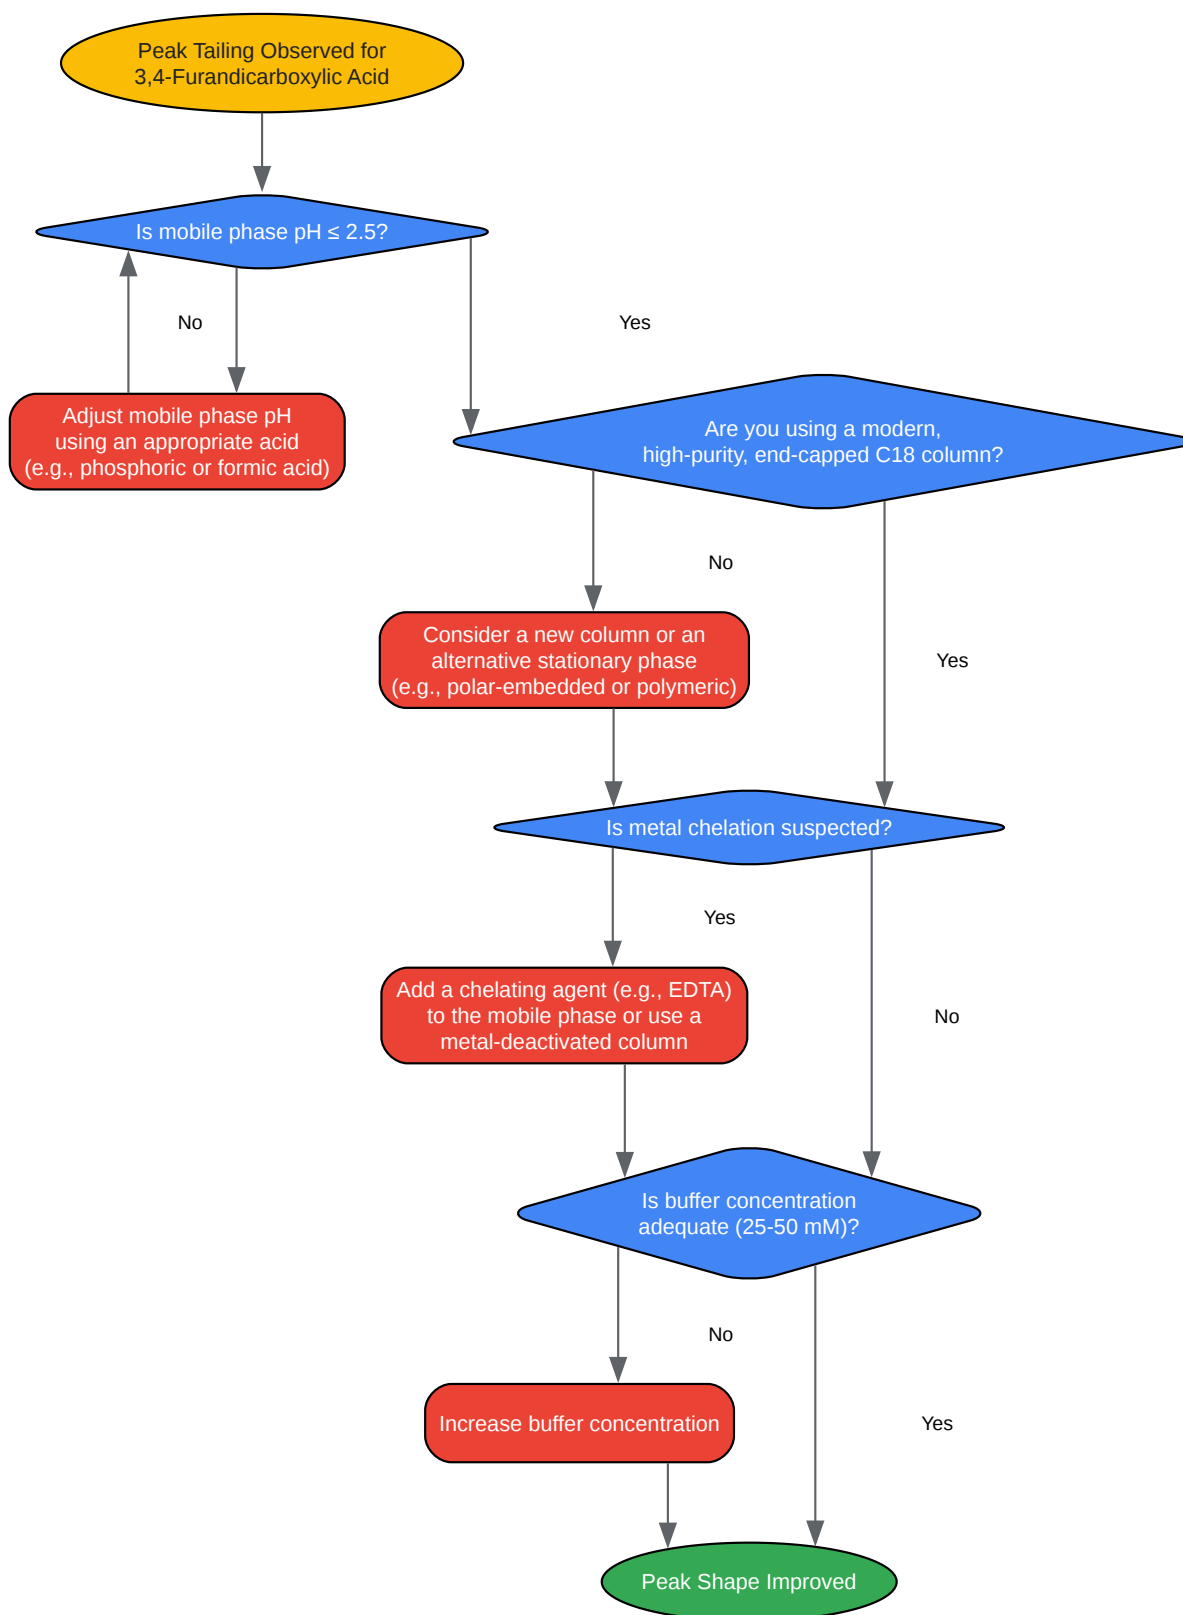 Peak Tailing Observed for
3,4-Furandicarboxylic Acid
Is mobile phase pH ≤ 2.5?
No
Yes
Adjust mobile phase pH
using an appropriate acid
(e.g., phosphoric or formic acid)
Are you using a modern,
high-purity, end-capped C18 column?
No
Consider a new column or an
alternative stationary phase
(e.g., polar-embedded or polymeric)
Yes
Is metal chelation suspected?
Yes
Add a chelating agent (e.g., EDTA)
to the mobile phase or use a
metal-deactivated column
No
Is buffer concentration
adequate (25-50 mM)?
No
Increase buffer concentration
Yes
Peak Shape Improved